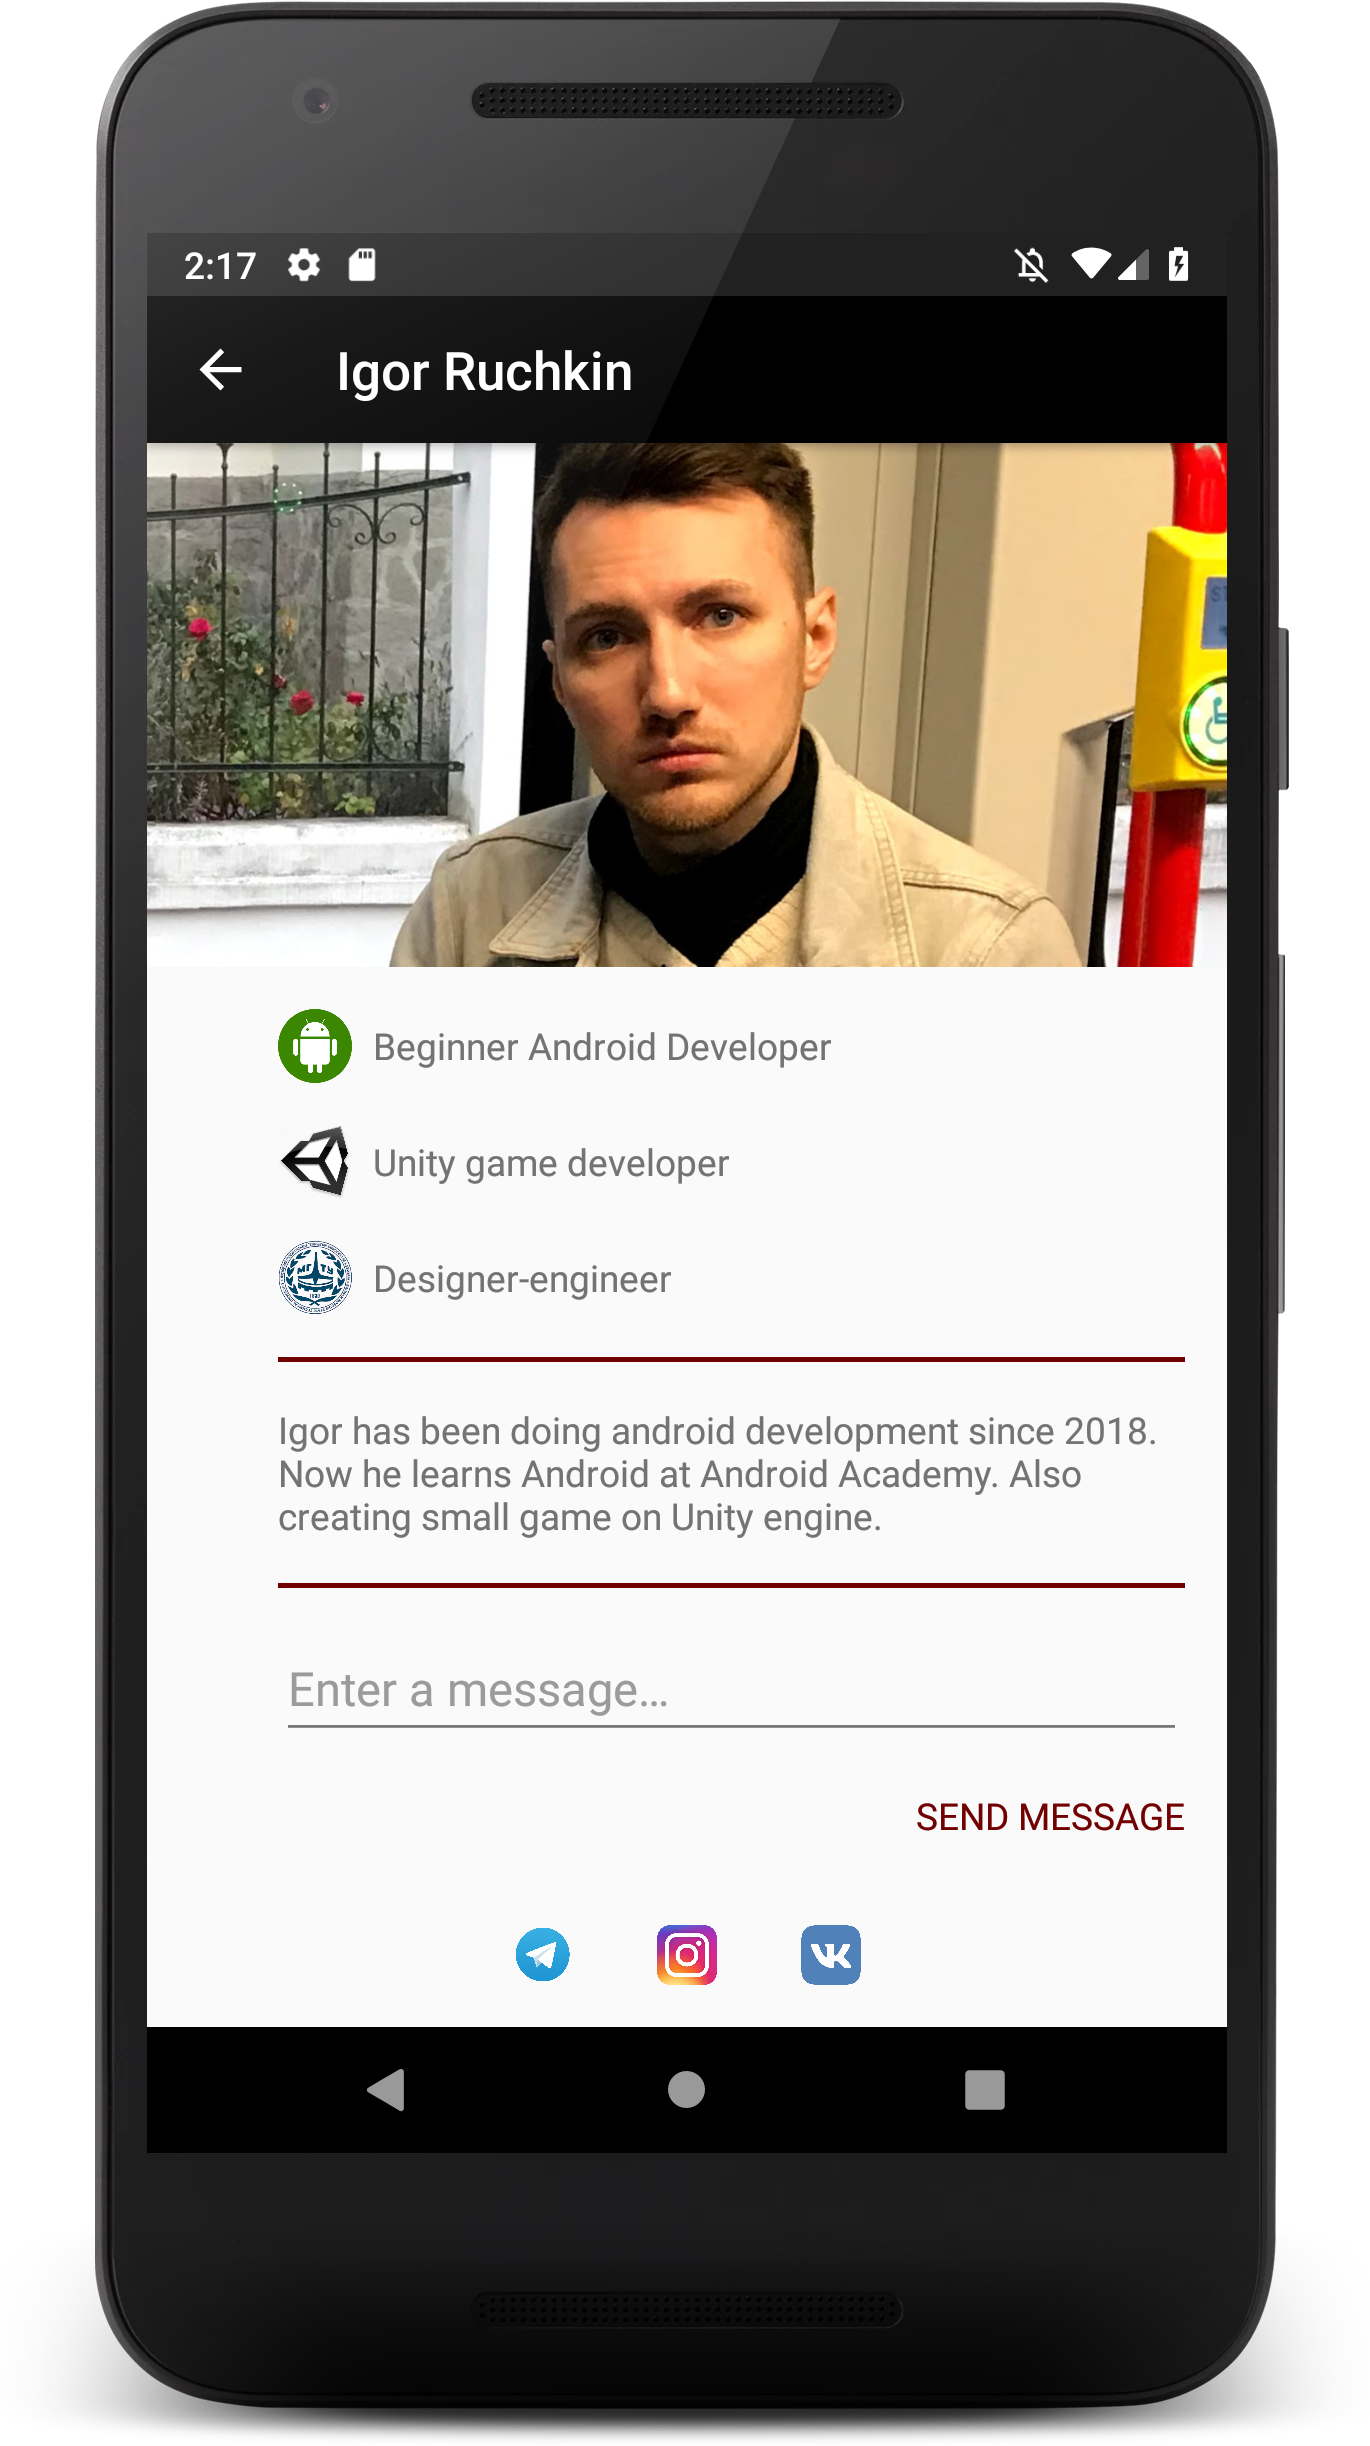 2:17
Igor Ruchkin
Beginner Android Developer
Unity game developer
МГТУ
Designer-engineer
Igor has been doing android development since 2018.
Now he learns Android at Android Academy. Also
creating small game on Unity engine.
Enter a message...
SEND MESSAGE